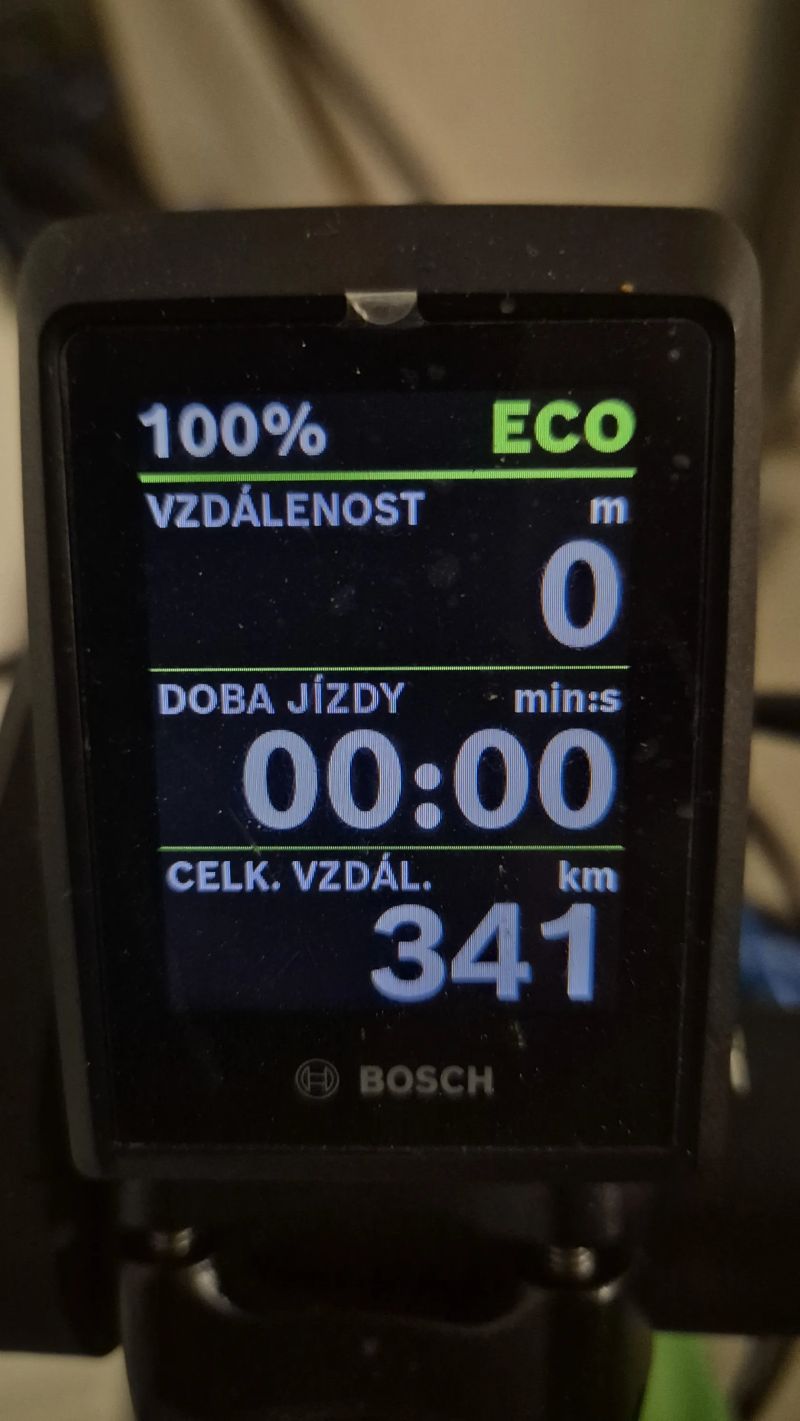 100% ECO
VZDÁLENOST m
0
DOBA JÍZDY min:s
00:00
CELK. VZDÁL. km
341
BOSCH